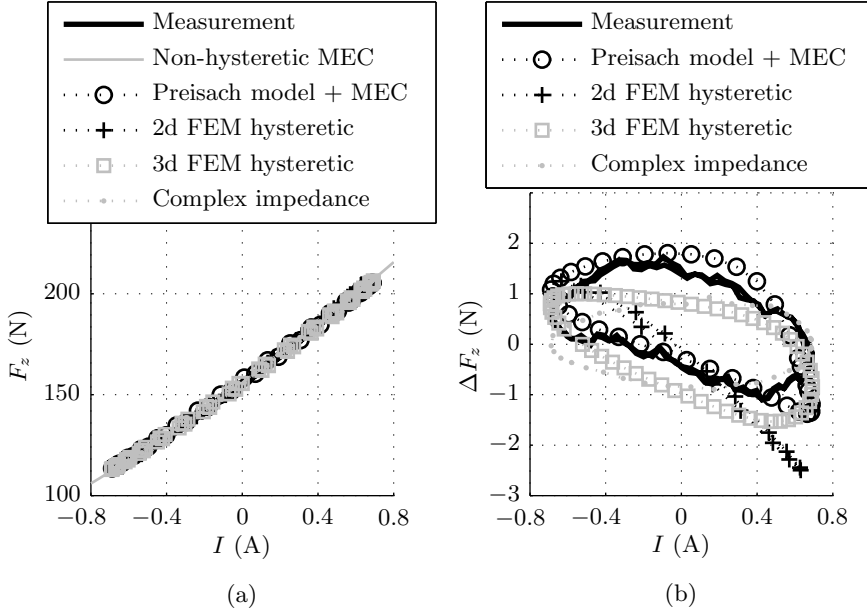 Measurement
Non-hysteretic MEC
Preisach model + MEC
2d FEM hysteretic
3d FEM hysteretic
Complex impedance
200
150
100
F_z (N)
−0.8 −0.4 0 0.4 0.8
I (A)
(a)
Measurement
Preisach model + MEC
2d FEM hysteretic
3d FEM hysteretic
Complex impedance
2
1
0
−1
−2
−3
ΔF_z (N)
−0.8 −0.4 0 0.4 0.8
I (A)
(b)